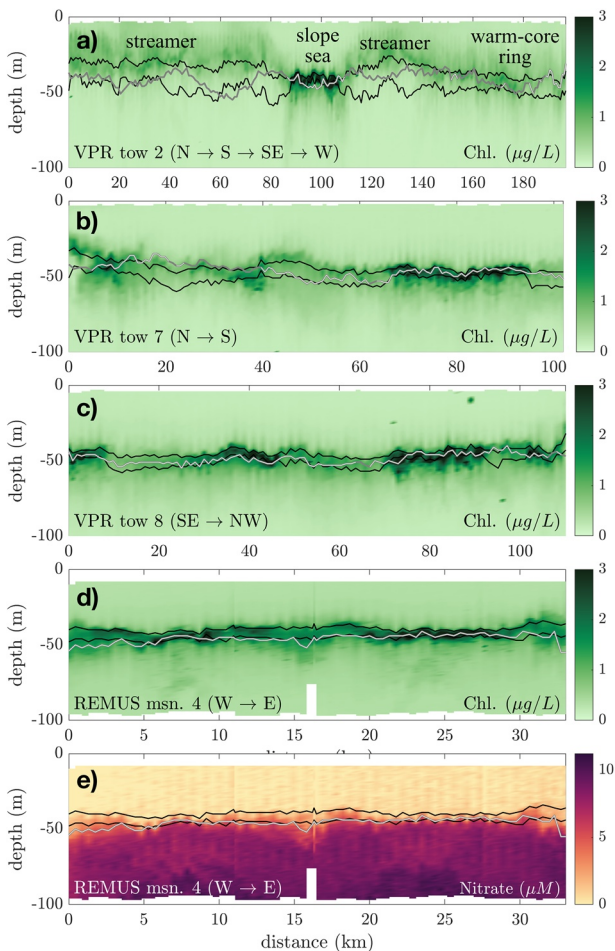 a)
streamer
slope
sea
streamer
warm-core
ring
depth (m)
0
-50
-100
VPR tow 2 (N → S → SE → W)
Chl. (μg/L)
0 20 40 60 80 100 120 140 160 180
3
2
1
0
b)
depth (m)
0
-50
-100
VPR tow 7 (N → S)
Chl. (μg/L)
0 20 40 60 80 100
3
2
1
0
c)
depth (m)
0
-50
-100
VPR tow 8 (SE → NW)
Chl. (μg/L)
0 20 40 60 80 100
3
2
1
0
d)
depth (m)
0
-50
-100
REMUS msn. 4 (W → E)
Chl. (μg/L)
0 5 10 15 20 25 30
3
2
1
0
e)
depth (m)
0
-50
-100
REMUS msn. 4 (W → E)
Nitrate (μM)
0 5 10 15 20 25 30
10
5
0
distance (km)